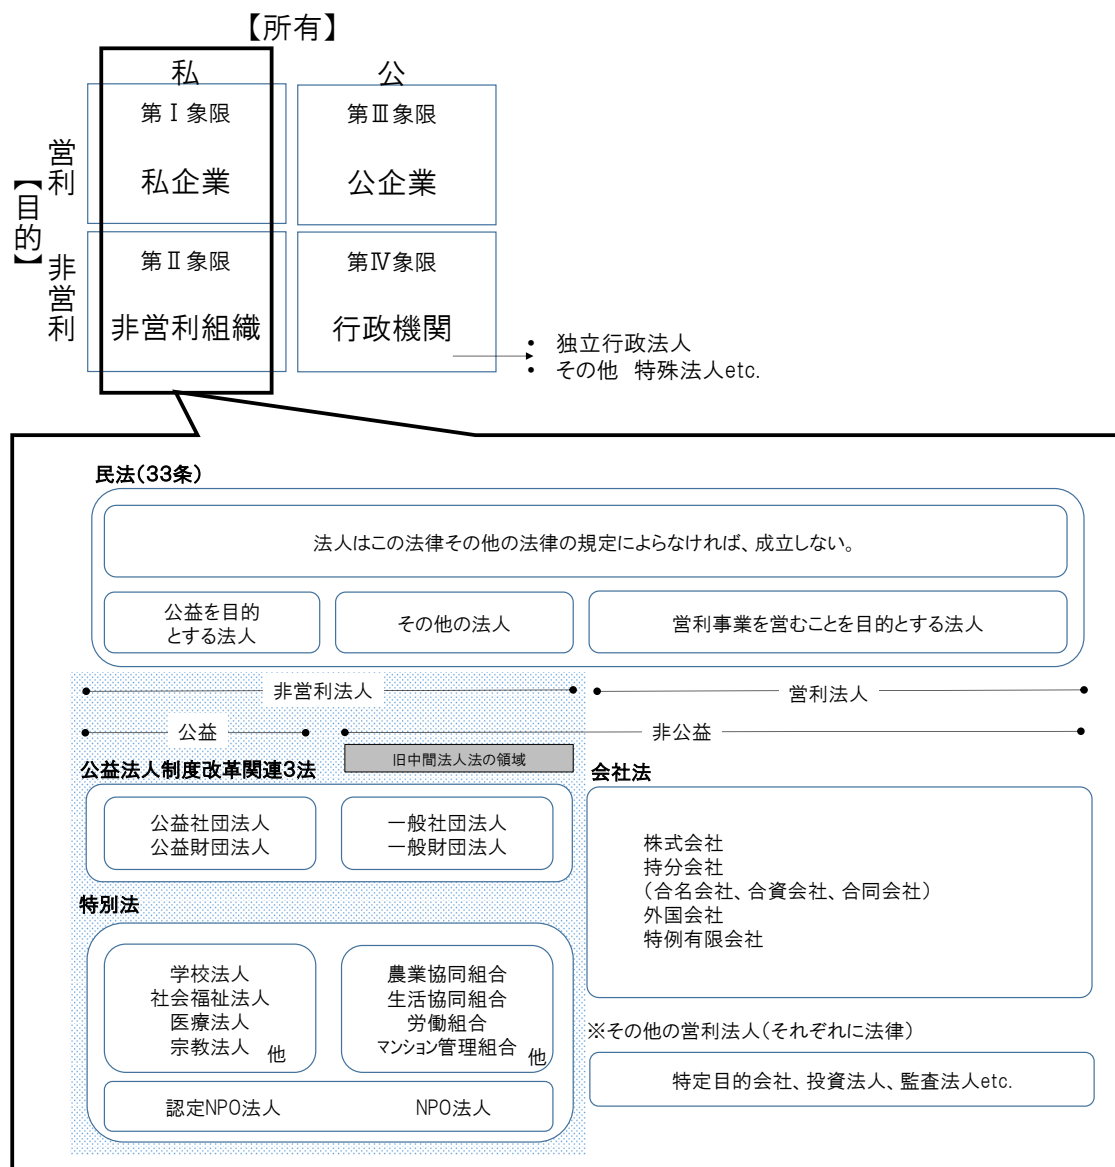 【所有】
私
公
【目的】
営利
非営利
第Ⅰ象限
私企業
第Ⅲ象限
公企業
第Ⅱ象限
非営利組織
第Ⅳ象限
行政機関
• 独立行政法人
• その他 特殊法人etc.
民法(33条)
法人はこの法律その他の法律の規定によらなければ、成立しない。
公益を目的
とする法人
その他の法人
営利事業を営むことを目的とする法人
非営利法人
営利法人
公益
非公益
旧中間法人法の領域
公益法人制度改革関連3法
公益社団法人
公益財団法人
一般社団法人
一般財団法人
会社法
株式会社
持分会社
(合名会社、合資会社、合同会社)
外国会社
特例有限会社
特別法
学校法人
社会福祉法人
医療法人
宗教法人 他
農業協同組合
生活協同組合
労働組合
マンション管理組合 他
認定NPO法人
NPO法人
※その他の営利法人(それぞれに法律)
特定目的会社、投資法人、監査法人etc.